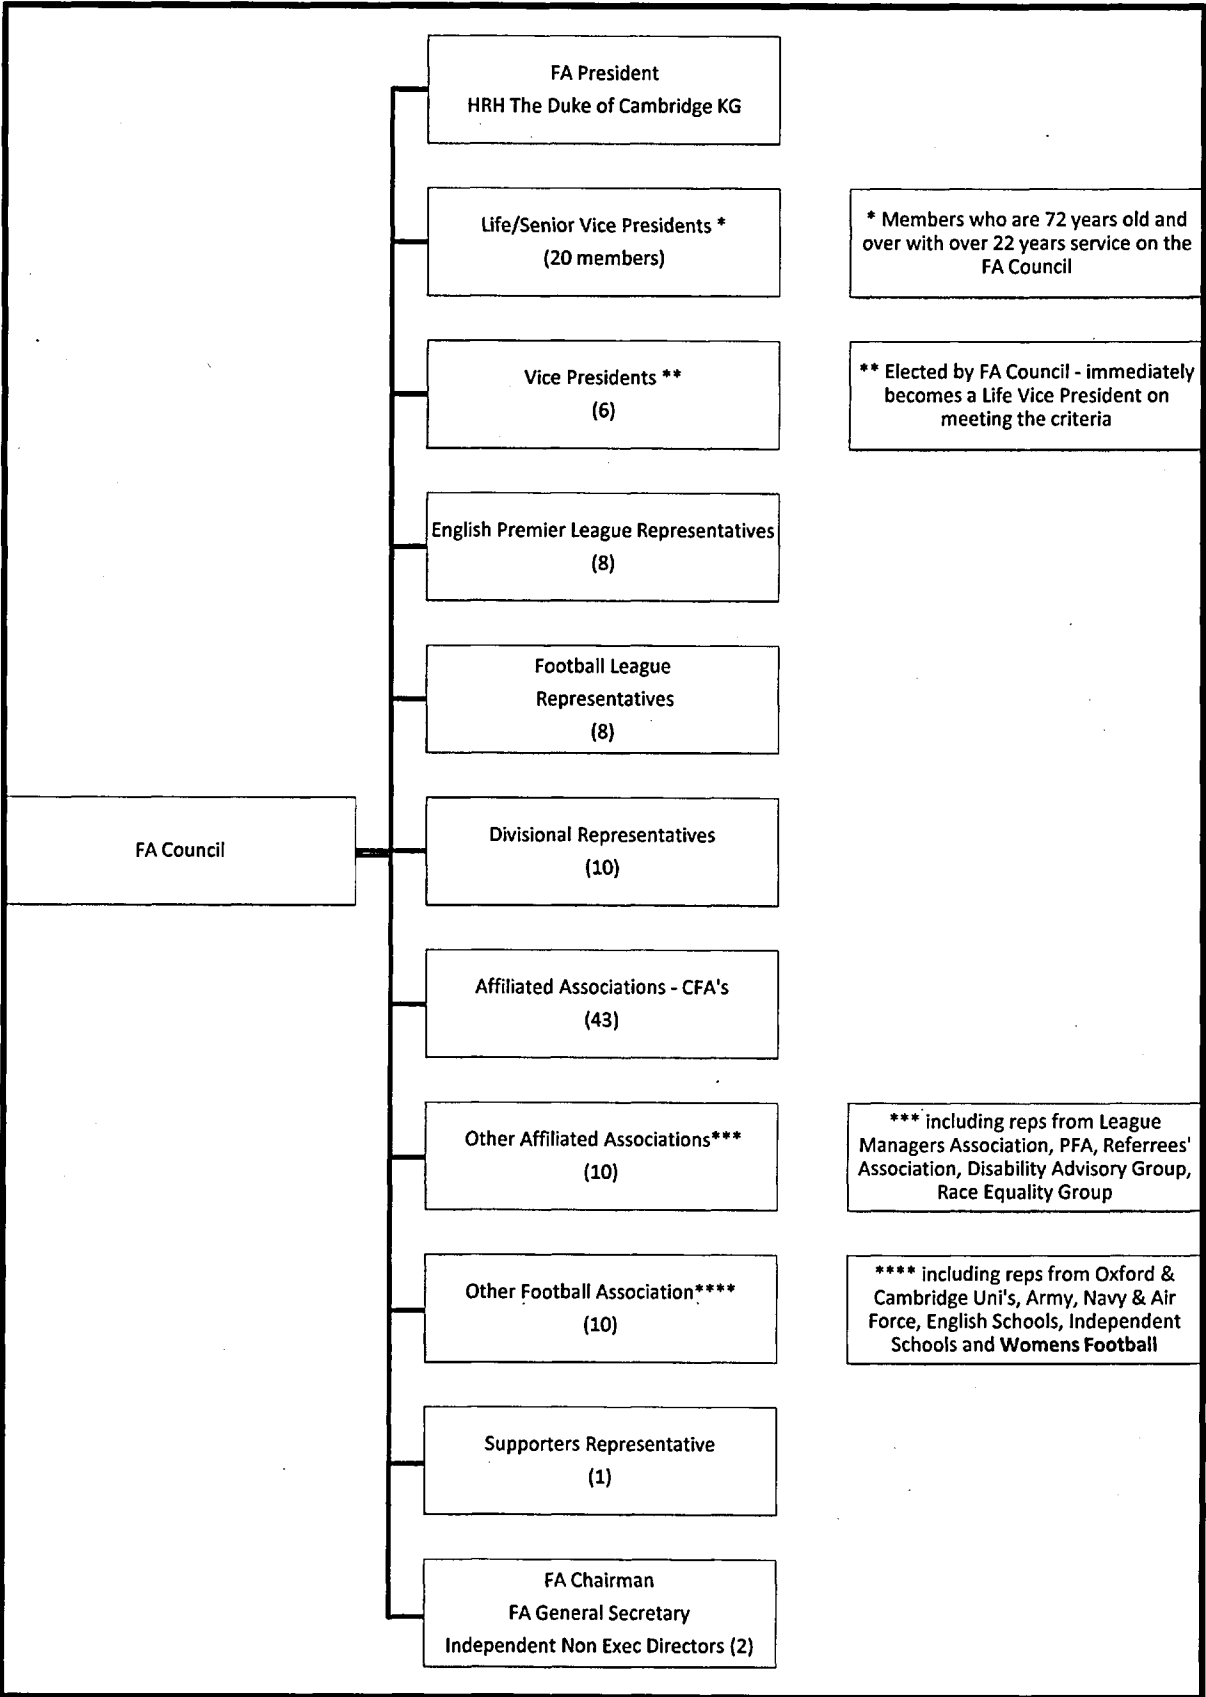 FA President
HRH The Duke of Cambridge KG
Life/Senior Vice Presidents *
(20 members)
* Members who are 72 years old and
over with over 22 years service on the
FA Council
Vice Presidents **
(6)
** Elected by FA Council - immediately
becomes a Life Vice President on
meeting the criteria
English Premier League Representatives
(8)
Football League
Representatives
(8)
FA Council
Divisional Representatives
(10)
Affiliated Associations - CFA's
(43)
Other Affiliated Associations***
(10)
*** including reps from League
Managers Association, PFA, Referrees'
Association, Disability Advisory Group,
Race Equality Group
Other Football Association****
(10)
**** including reps from Oxford &
Cambridge Uni's, Army, Navy & Air
Force, English Schools, Independent
Schools and Womens Football
Supporters Representative
(1)
FA Chairman
FA General Secretary
Independent Non Exec Directors (2)